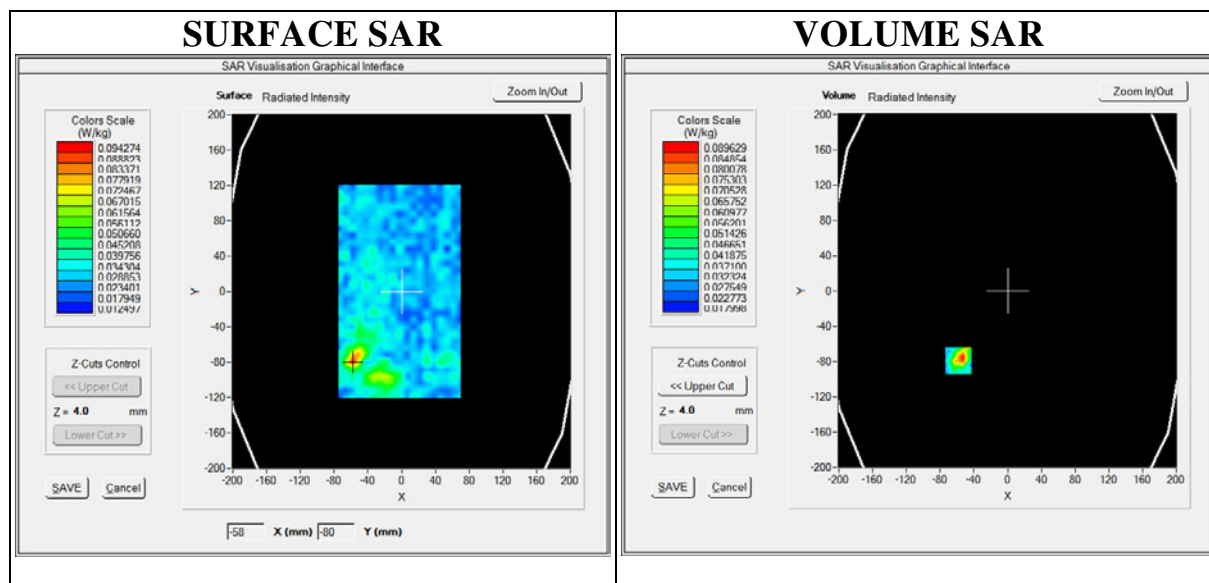 SURFACE SAR
SAR Visualisation Graphical Interface
Surface Radiated Intensity
Zoom In/Out
Colors Scale
(W/kg)
0.094274
0.088823
0.083371
0.077919
0.072467
0.067015
0.061564
0.056112
0.050660
0.045208
0.039756
0.034304
0.028853
0.023401
0.017949
0.012497
Z-Cuts Control
<< Upper Cut
Z = 4.0 mm
Lower Cut >>
SAVE Cancel
200
160
120
80
40
0
-40
-80
-120
-160
-200
Y
-200 -160 -120 -80 -40 0 40 80 120 160 200
X
-58 X (mm) -80 Y (mm)
VOLUME SAR
SAR Visualisation Graphical Interface
Volume Radiated Intensity
Zoom In/Out
Colors Scale
(W/kg)
0.089629
0.084854
0.080078
0.075303
0.070528
0.065752
0.060977
0.056201
0.051426
0.046651
0.041875
0.037100
0.032324
0.027549
0.022773
0.017998
Z-Cuts Control
<< Upper Cut
Z = 4.0 mm
Lower Cut >>
SAVE Cancel
200
160
120
80
40
0
-40
-80
-120
-160
-200
Y
-200 -160 -120 -80 -40 0 40 80 120 160 200
X